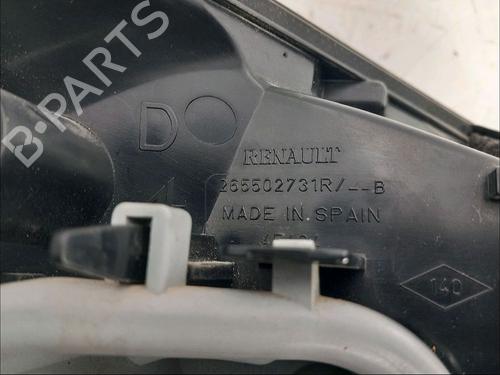 B-PARTS
D
RENAULT
265502731R/--B
MADE IN SPAIN
140